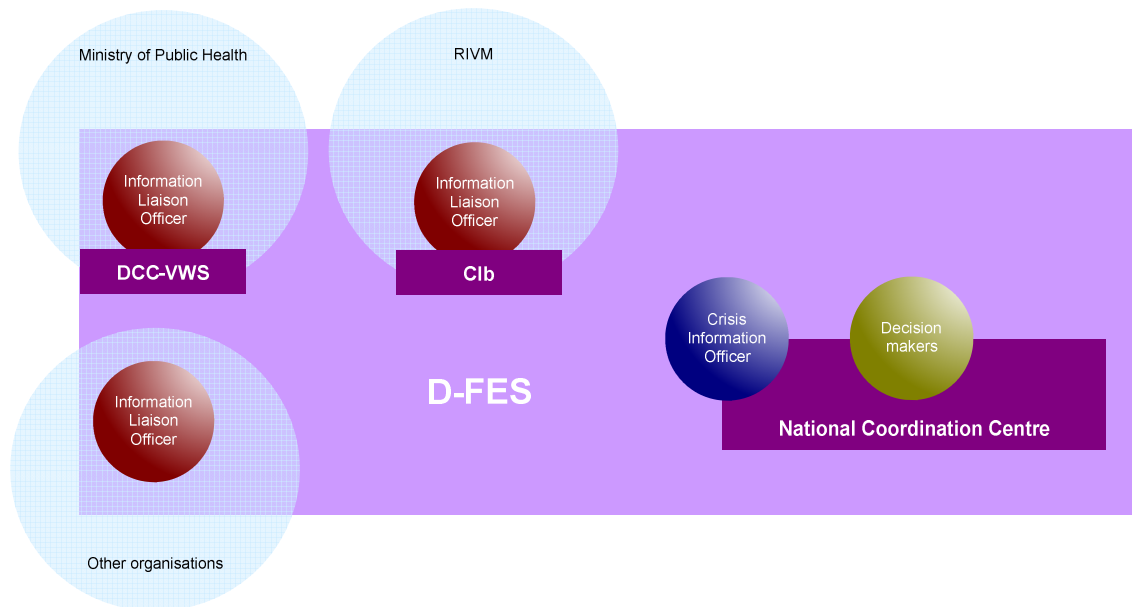 Ministry of Public Health
RIVM
Information
Liaison
Officer
DCC-VWS
Information
Liaison
Officer
CIb
Crisis
Information
Officer
Decision
makers
National Coordination Centre
D-FES
Information
Liaison
Officer
Other organisations